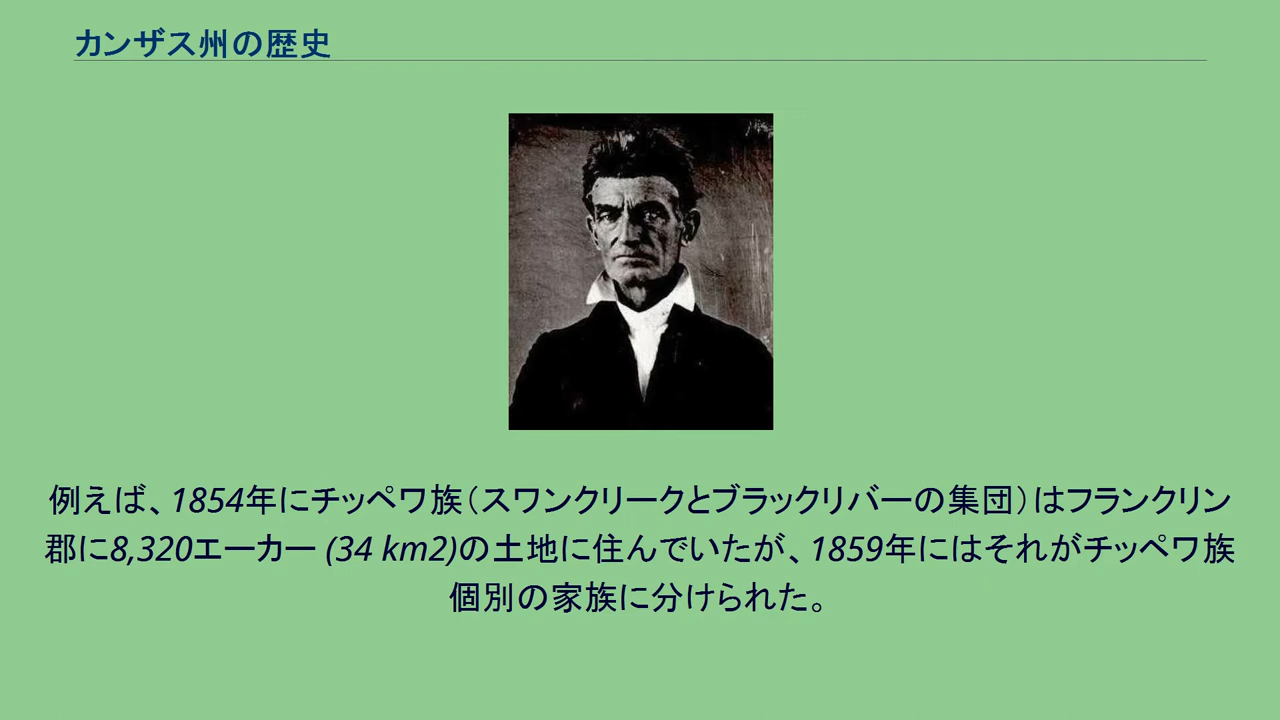 カンザス州の歴史
例えば、1854年にチッペワ族（スワンクリークとブラックリバーの集団）はフランクリン
郡に8,320エーカー (34 km2)の土地に住んでいたが、1859年にはそれがチッペワ族
個別の家族に分けられた。